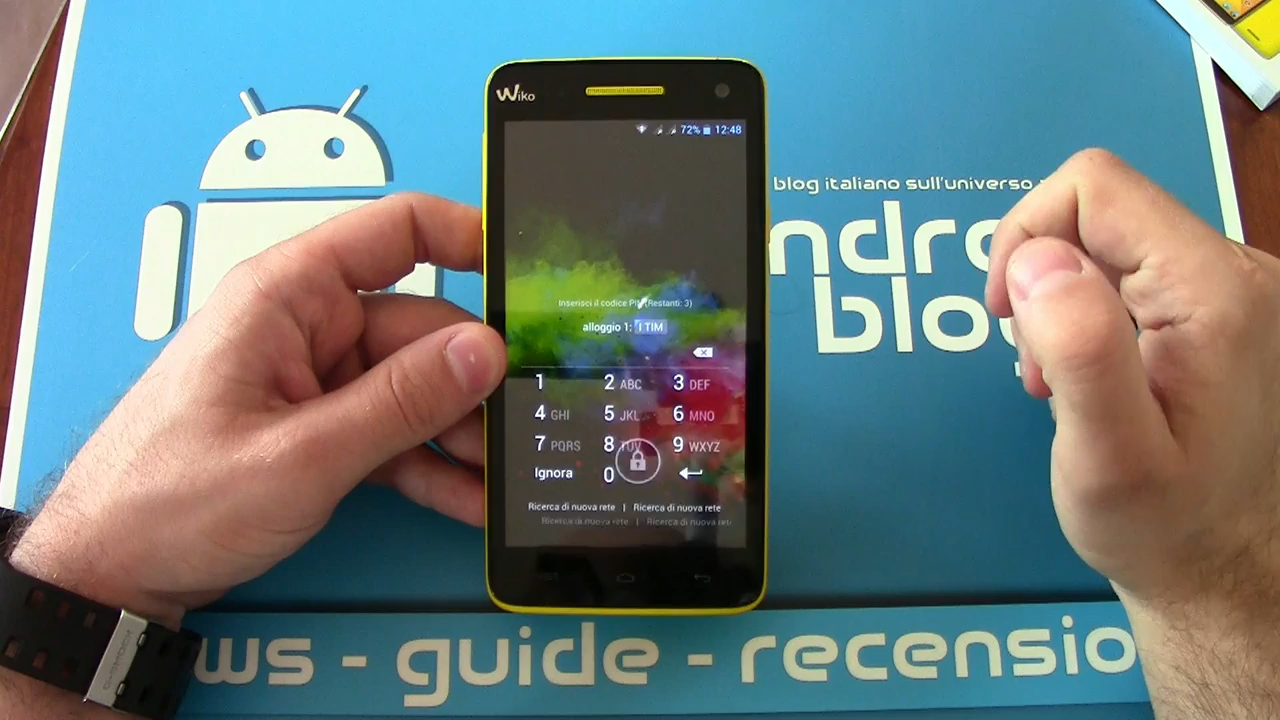 Wiko
72% 12:48
blog italiano sull'universo
ndro
blog
Inserisci il codice PIN (Restanti: 3)
alloggio 1: I TIM
1 2 ABC 3 DEF
4 GHI 5 JKL 6 MNO
7 PQRS 8 TUV 9 WXYZ
Ignora 0
Ricerca di nuova rete | Ricerca di nuova rete
Ricerca di nuova rete | Ricerca di nuova rete
ws - guide - recensio